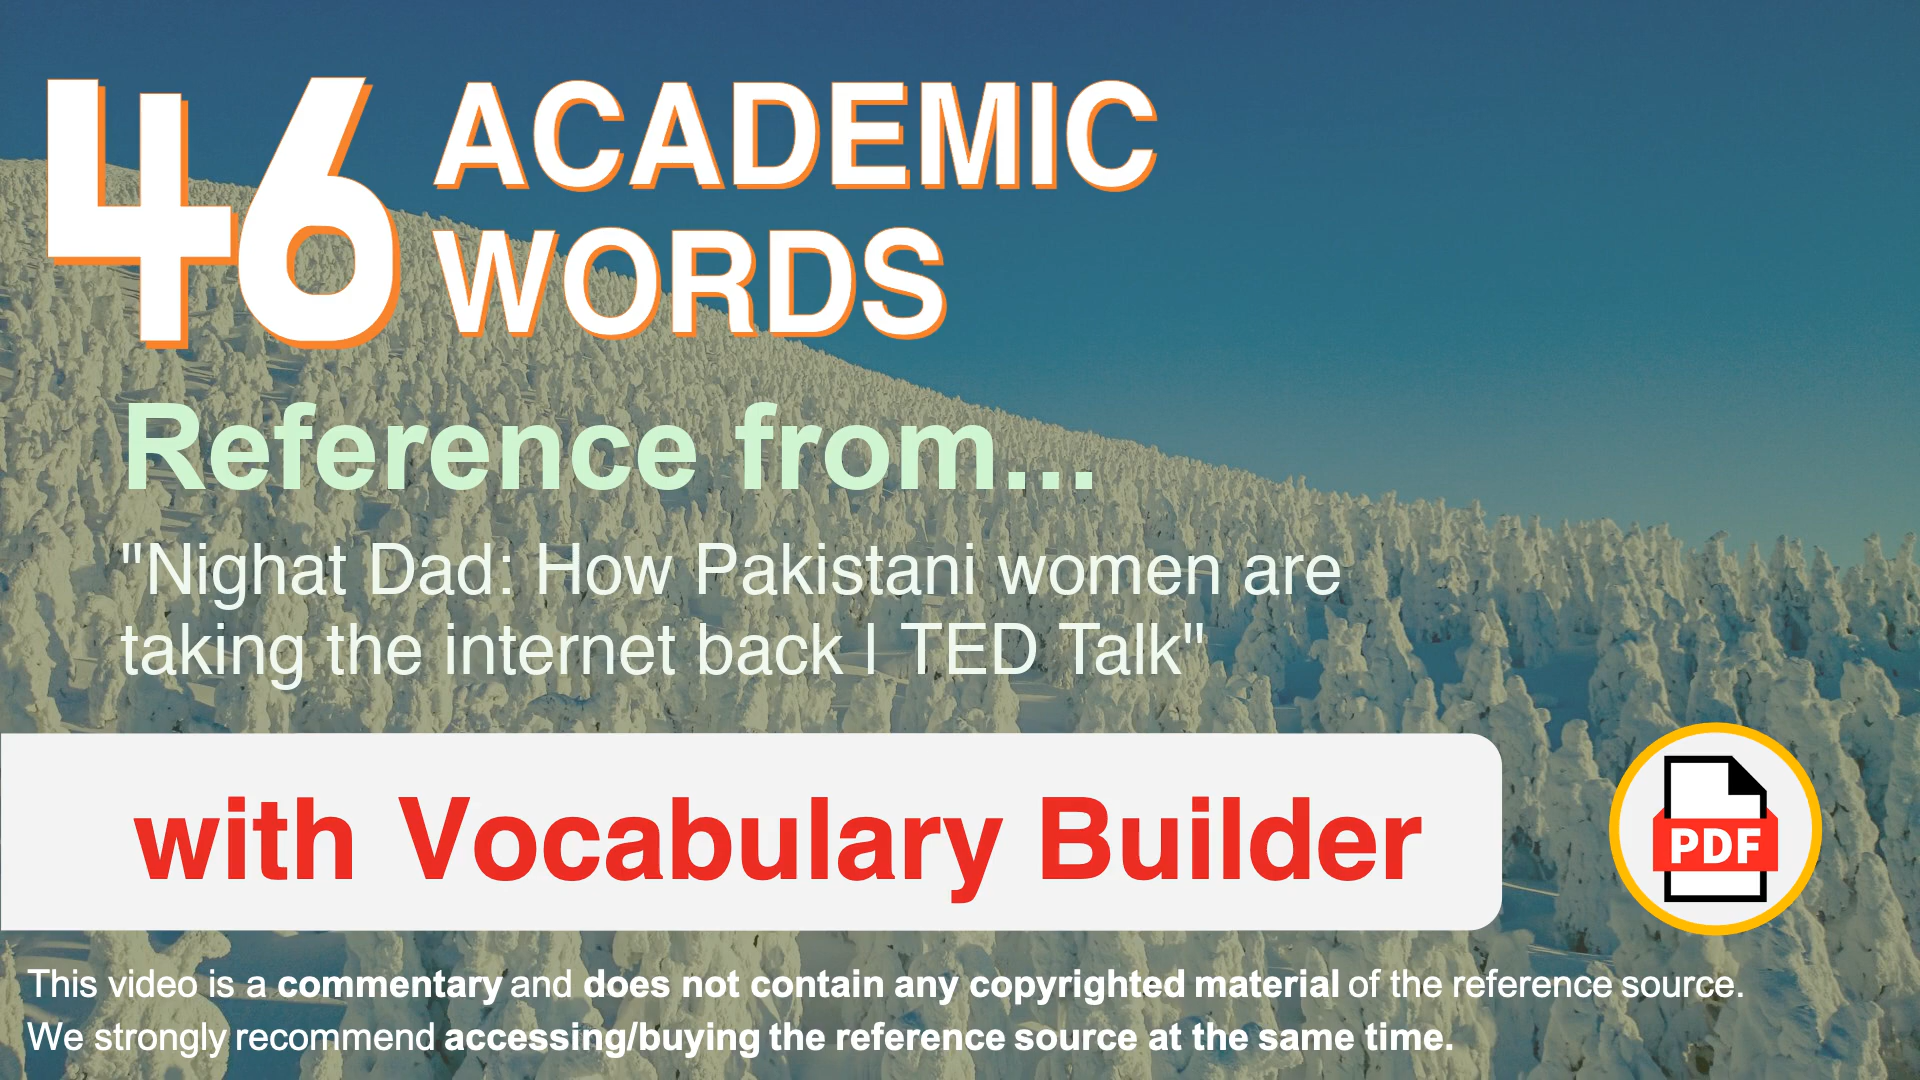 46 ACADEMIC
WORDS
Reference from...
"Nighat Dad: How Pakistani women are
taking the internet back | TED Talk"
with Vocabulary Builder
PDF
This video is a commentary and does not contain any copyrighted material of the reference source.
We strongly recommend accessing/buying the reference source at the same time.